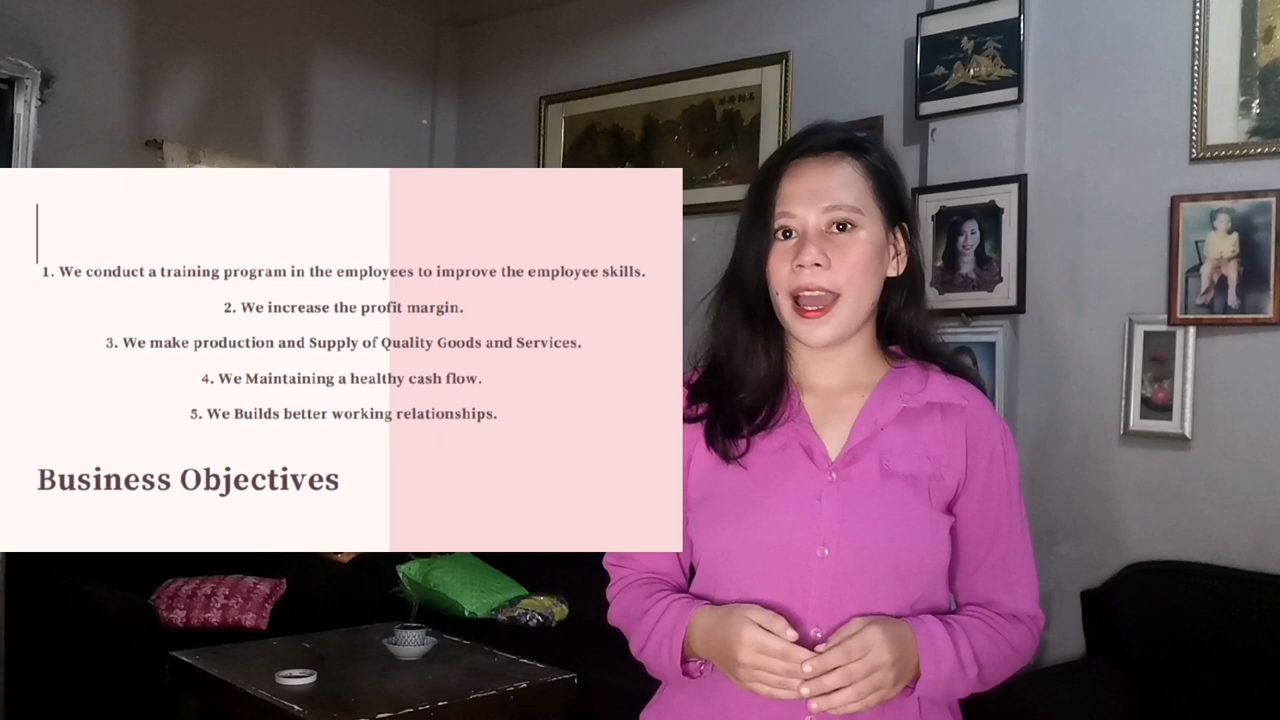 1. We conduct a training program in the employees to improve the employee skills.
2. We increase the profit margin.
3. We make production and Supply of Quality Goods and Services.
4. We Maintaining a healthy cash flow.
5. We Builds better working relationships.
Business Objectives